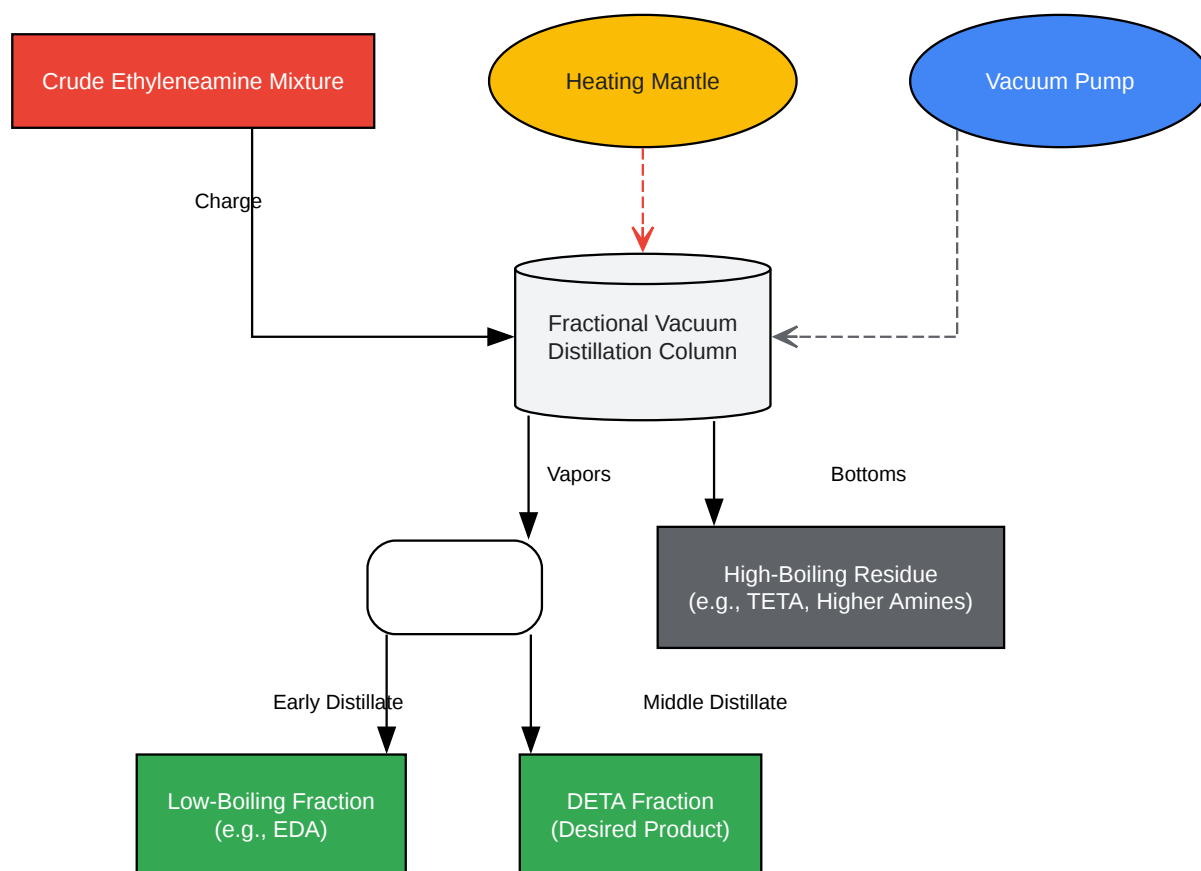 Crude Ethyleneamine Mixture
Heating Mantle
Vacuum Pump
Charge
Fractional Vacuum
Distillation Column
Vapors
Bottoms
High-Boiling Residue
(e.g., TETA, Higher Amines)
Early Distillate
Middle Distillate
Low-Boiling Fraction
(e.g., EDA)
DETA Fraction
(Desired Product)